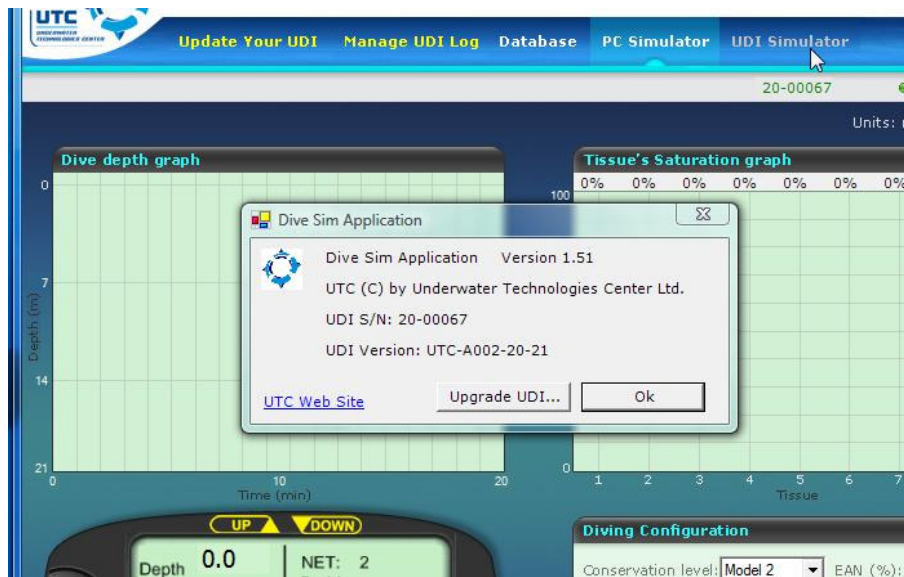 UTC
UNDERWATER
TECHNOLOGIES CENTER
Update Your UDI Manage UDI Log Database PC Simulator UDI Simulator
20-00067
Units:
Dive depth graph
Tissue's Saturation graph
0% 0% 0% 0% 0% 0% 0%
0
7
14
21
Depth (m)
0 10 20
Time (min)
100
0
1 2 3 4 5 6 7
Tissue
Dive Sim Application
Dive Sim Application Version 1.51
UTC (C) by Underwater Technologies Center Ltd.
UDI S/N: 20-00067
UDI Version: UTC-A002-20-21
UTC Web Site
Upgrade UDI...
Ok
UP DOWN
Depth 0.0
NET: 2
Diving Configuration
Conservation level: Model 2 EAN (%):